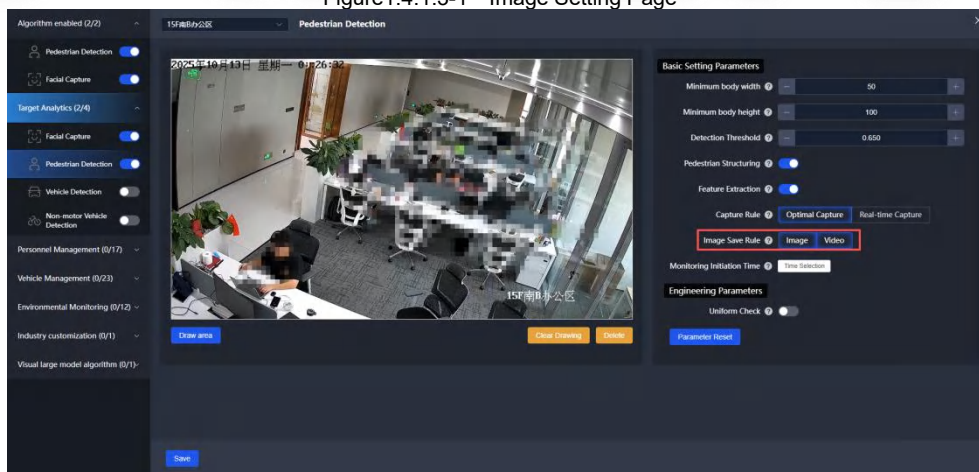 Figure1.4.1.3-1 Image Setting Page
Algorithm enabled (2/2)
15F南B办公区
Pedestrian Detection
Pedestrian Detection
Facial Capture
Target Analytics (2/4)
Facial Capture
Pedestrian Detection
Vehicle Detection
Non-motor Vehicle
Detection
Personnel Management (0/17)
Vehicle Management (0/23)
Environmental Monitoring (0/12)
Industry customization (0/1)
Visual large model algorithm (0/1)
2025年10月13日 星期一
15F南B办公区
Draw area
Clear Drawing
Delete
Basic Setting Parameters
Minimum body width ? - 50 +
Minimum body height ? - 100 +
Detection Threshold ? - 0.650 +
Pedestrian Structuring ?
Feature Extraction ?
Capture Rule ? Optimal Capture Real-time Capture
Image Save Rule ? Image Video
Monitoring Initiation Time ? Time Selection
Engineering Parameters
Uniform Check ?
Parameter Reset
Save